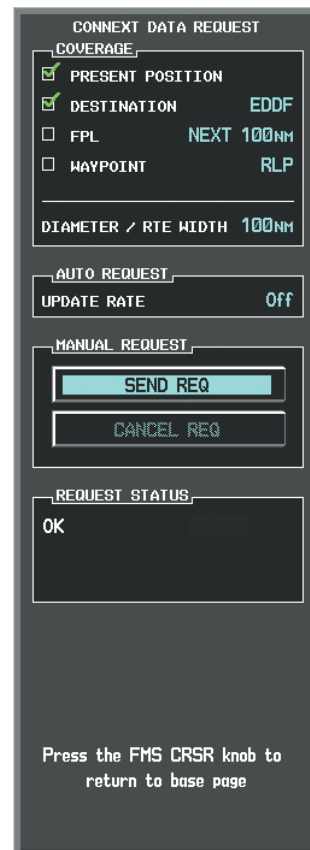 CONNEXT DATA REQUEST
COVERAGE
PRESENT POSITION
DESTINATION EDDF
FPL NEXT 100NM
WAYPOINT RLP
DIAMETER / RTE WIDTH 100NM
AUTO REQUEST
UPDATE RATE Off
MANUAL REQUEST
SEND REQ
CANCEL REQ
REQUEST STATUS
OK
Press the FMS CRSR knob to
return to base page